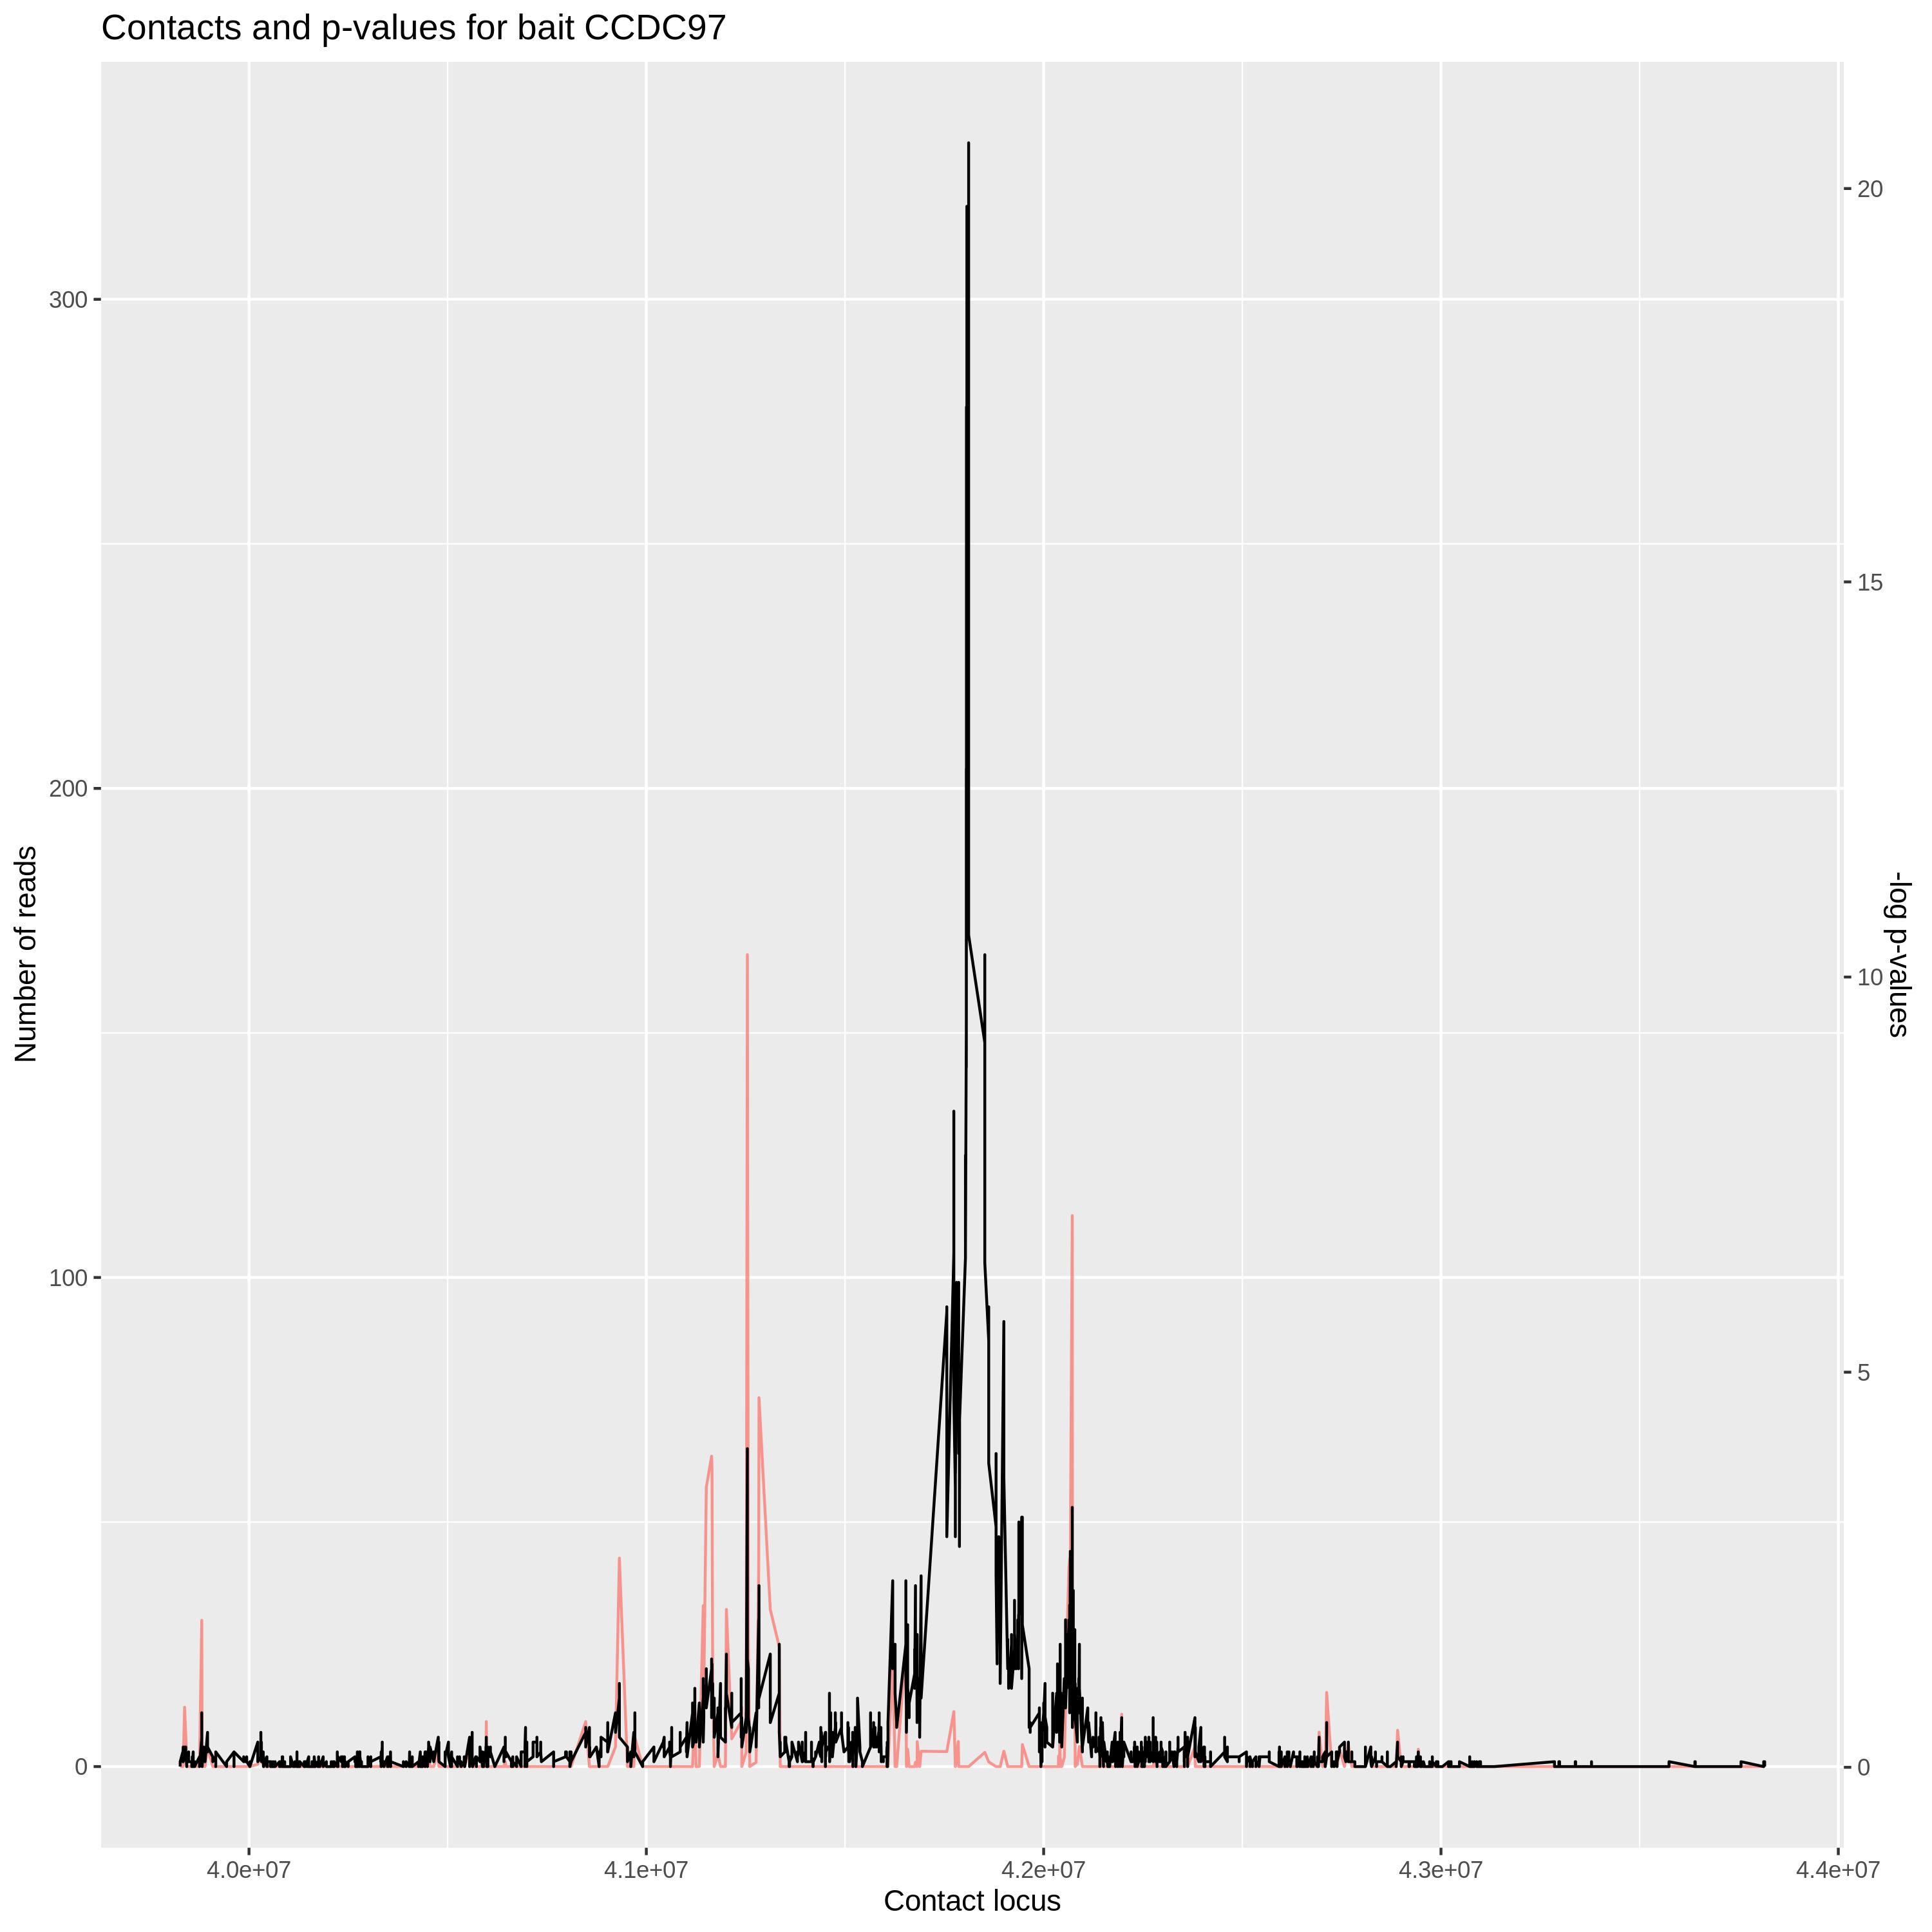 Contacts and p-values for bait CCDC97
Number of reads
300
200
100
0
20
15
10
5
0
-log p-values
4.0e+07
4.1e+07
4.2e+07
4.3e+07
4.4e+07
Contact locus